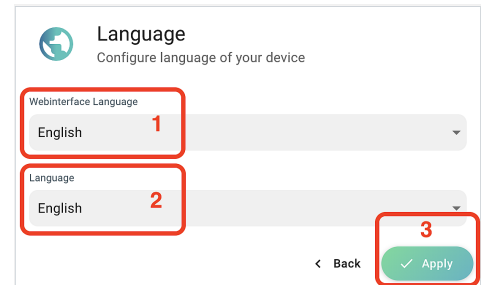 Language
Configure language of your device
Webinterface Language
English
1
Language
English
2
3
Back
Apply